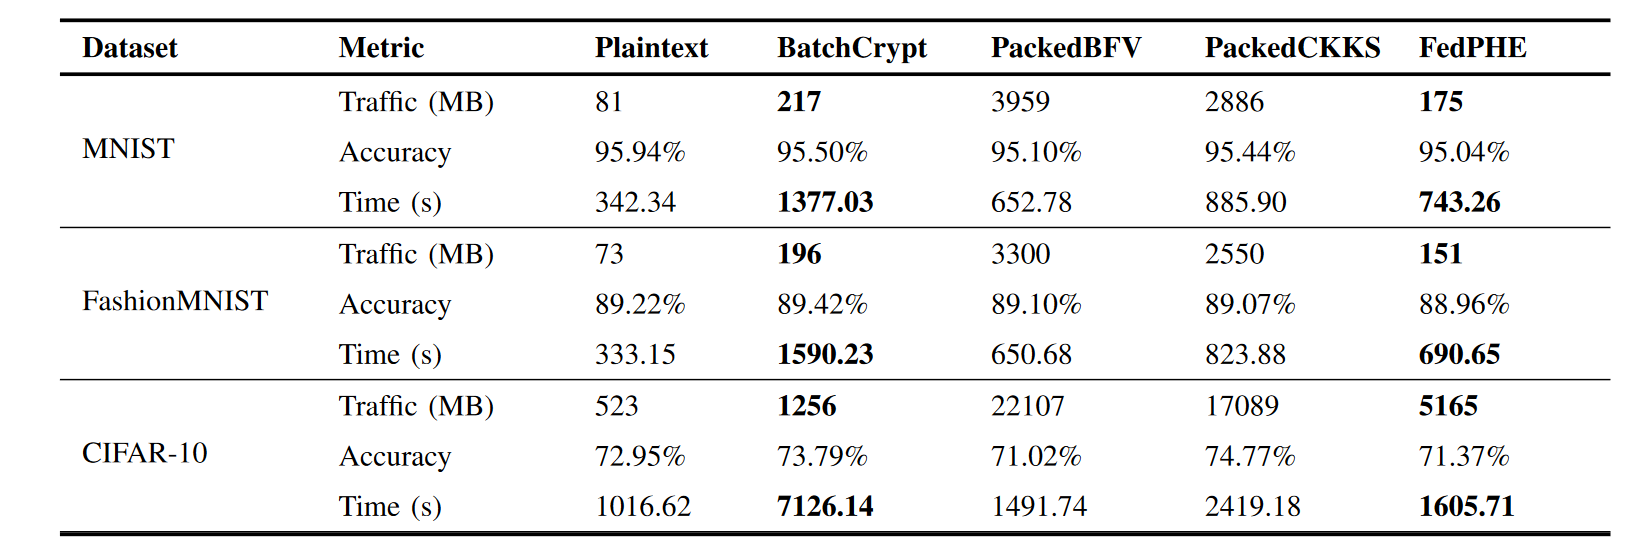 Dataset Metric Plaintext BatchCrypt PackedBFV PackedCKKS FedPHE
Traffic (MB) 81 217 3959 2886 175
MNIST Accuracy 95.94% 95.50% 95.10% 95.44% 95.04%
Time (s) 342.34 1377.03 652.78 885.90 743.26
Traffic (MB) 73 196 3300 2550 151
FashionMNIST Accuracy 89.22% 89.42% 89.10% 89.07% 88.96%
Time (s) 333.15 1590.23 650.68 823.88 690.65
Traffic (MB) 523 1256 22107 17089 5165
CIFAR-10 Accuracy 72.95% 73.79% 71.02% 74.77% 71.37%
Time (s) 1016.62 7126.14 1491.74 2419.18 1605.71